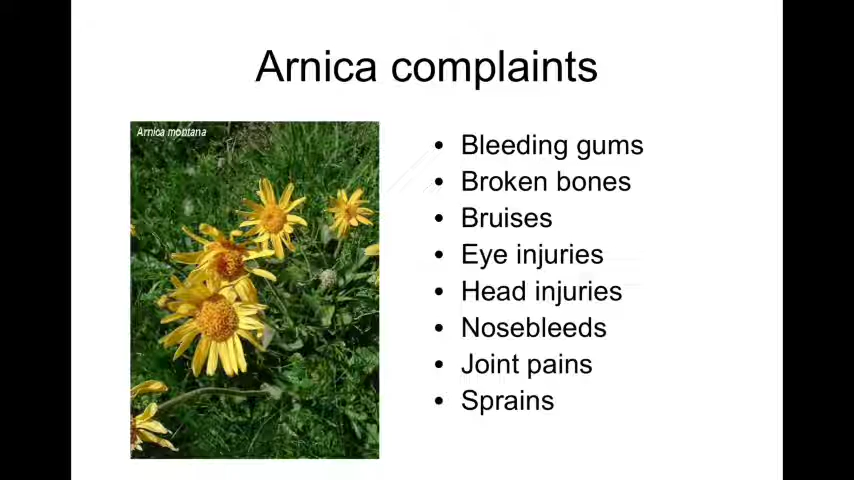 Arnica complaints
Arnica montana
• Bleeding gums
• Broken bones
• Bruises
• Eye injuries
• Head injuries
• Nosebleeds
• Joint pains
• Sprains